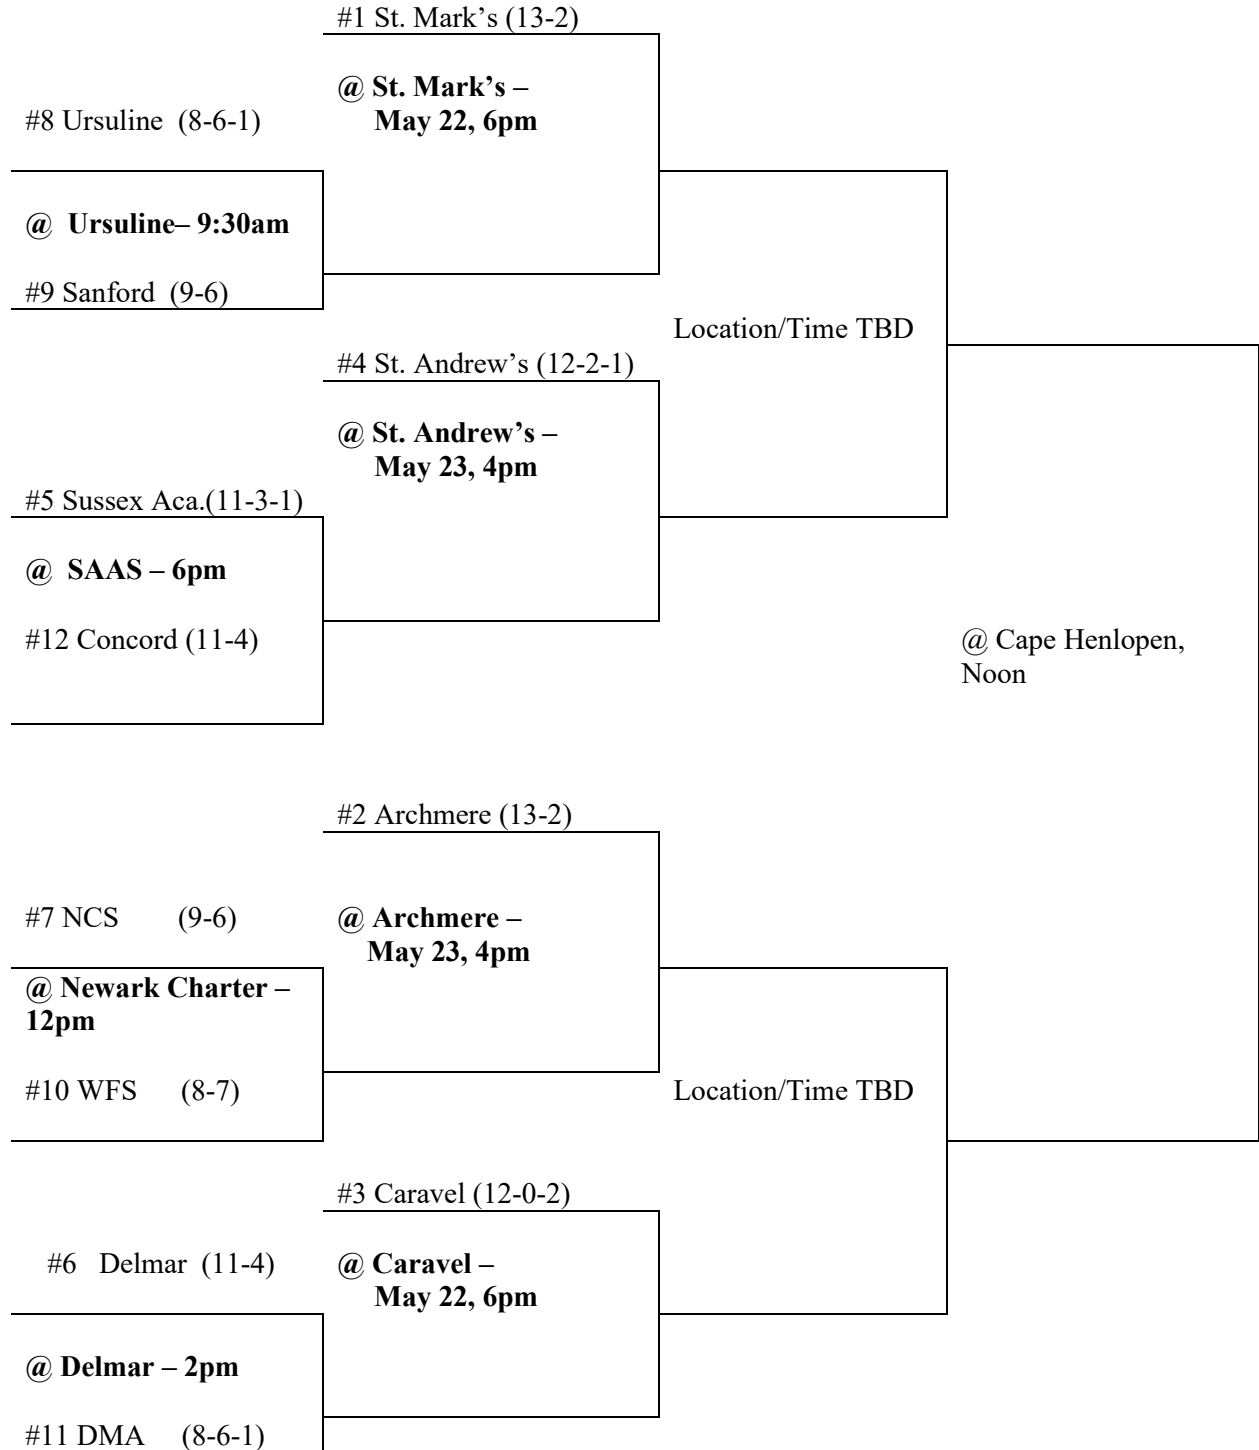 #1 St. Mark’s (13-2)
@ St. Mark’s –
May 22, 6pm
#8 Ursuline (8-6-1)
@ Ursuline– 9:30am
#9 Sanford (9-6)
Location/Time TBD
#4 St. Andrew’s (12-2-1)
@ St. Andrew’s –
May 23, 4pm
#5 Sussex Aca.(11-3-1)
@ SAAS – 6pm
#12 Concord (11-4)
@ Cape Henlopen,
Noon
#2 Archmere (13-2)
#7 NCS (9-6)
@ Archmere –
May 23, 4pm
@ Newark Charter –
12pm
#10 WFS (8-7)
Location/Time TBD
#3 Caravel (12-0-2)
#6 Delmar (11-4)
@ Caravel –
May 22, 6pm
@ Delmar – 2pm
#11 DMA (8-6-1)